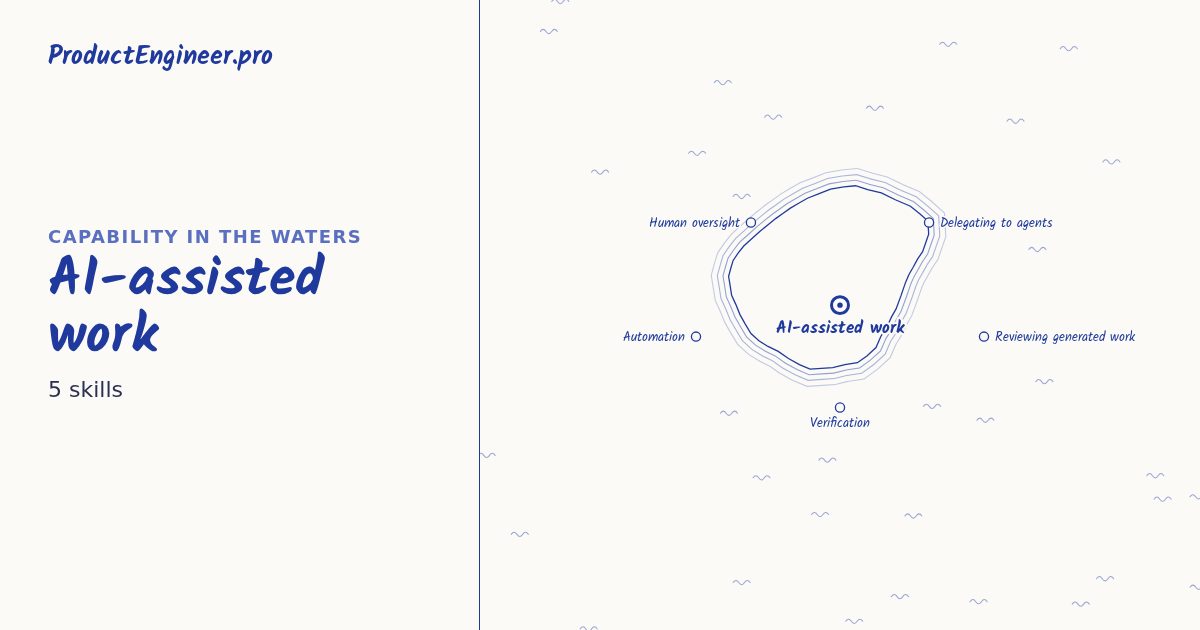 ProductEngineer.pro
CAPABILITY IN THE WATERS
AI-assisted
work
5 skills
Human oversight
Delegating to agents
AI-assisted work
Automation
Reviewing generated work
Verification